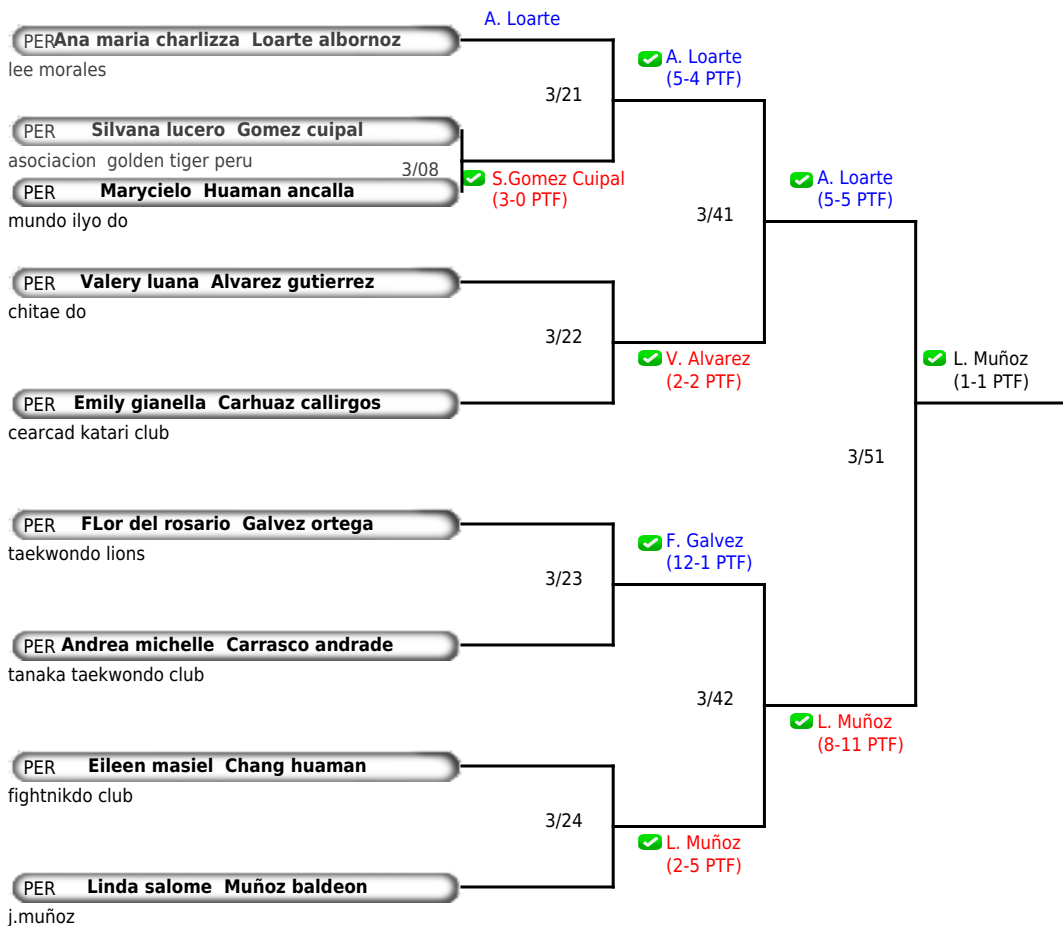 A. Loarte
PER Ana maria charlizza Loarte albornoz
lee morales
A. Loarte
(5-4 PTF)
3/21
PER Silvana lucero Gomez cuipal
asociacion golden tiger peru
3/08
S.Gomez Cuipal
(3-0 PTF)
PER Marycielo Huaman ancalla
mundo ilyo do
A. Loarte
(5-5 PTF)
3/41
PER Valery luana Alvarez gutierrez
chitae do
3/22
V. Alvarez
(2-2 PTF)
L. Muñoz
(1-1 PTF)
PER Emily gianella Carhuaz callirgos
cearcad katari club
3/51
PER FLor del rosario Galvez ortega
taekwondo lions
F. Galvez
(12-1 PTF)
3/23
PER Andrea michelle Carrasco andrade
tanaka taekwondo club
3/42
L. Muñoz
(8-11 PTF)
PER Eileen masiel Chang huaman
fightnikdo club
3/24
L. Muñoz
(2-5 PTF)
PER Linda salome Muñoz baldeon
j.muñoz